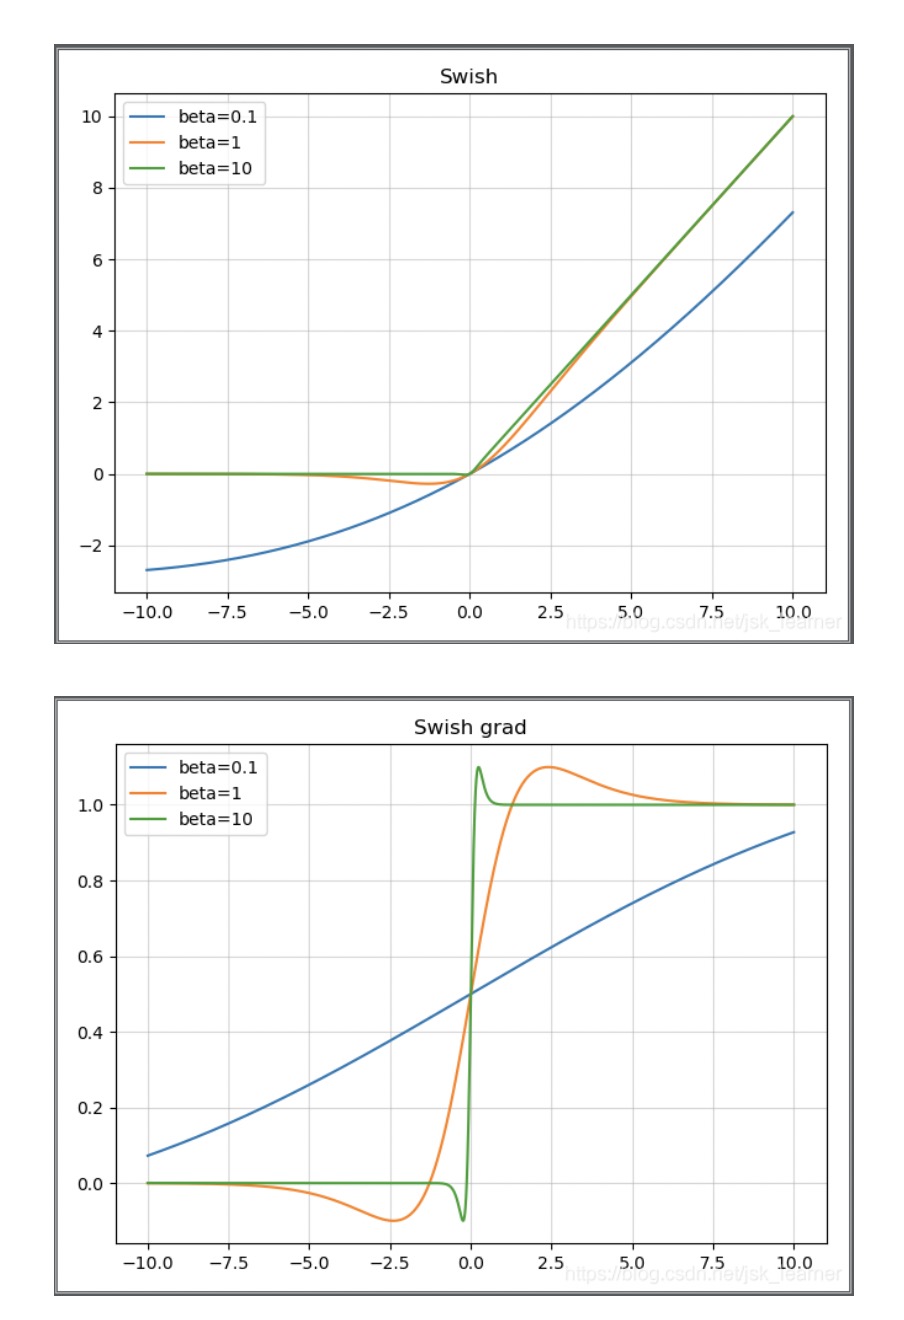 Swish
beta=0.1
beta=1
beta=10
10
8
6
4
2
0
−2
−10.0 −7.5 −5.0 −2.5 0.0 2.5 5.0 7.5 10.0
https://blog.csdn.net/jsk_learner
Swish grad
beta=0.1
beta=1
beta=10
1.0
0.8
0.6
0.4
0.2
0.0
−10.0 −7.5 −5.0 −2.5 0.0 2.5 5.0 7.5 10.0
https://blog.csdn.net/jsk_learner